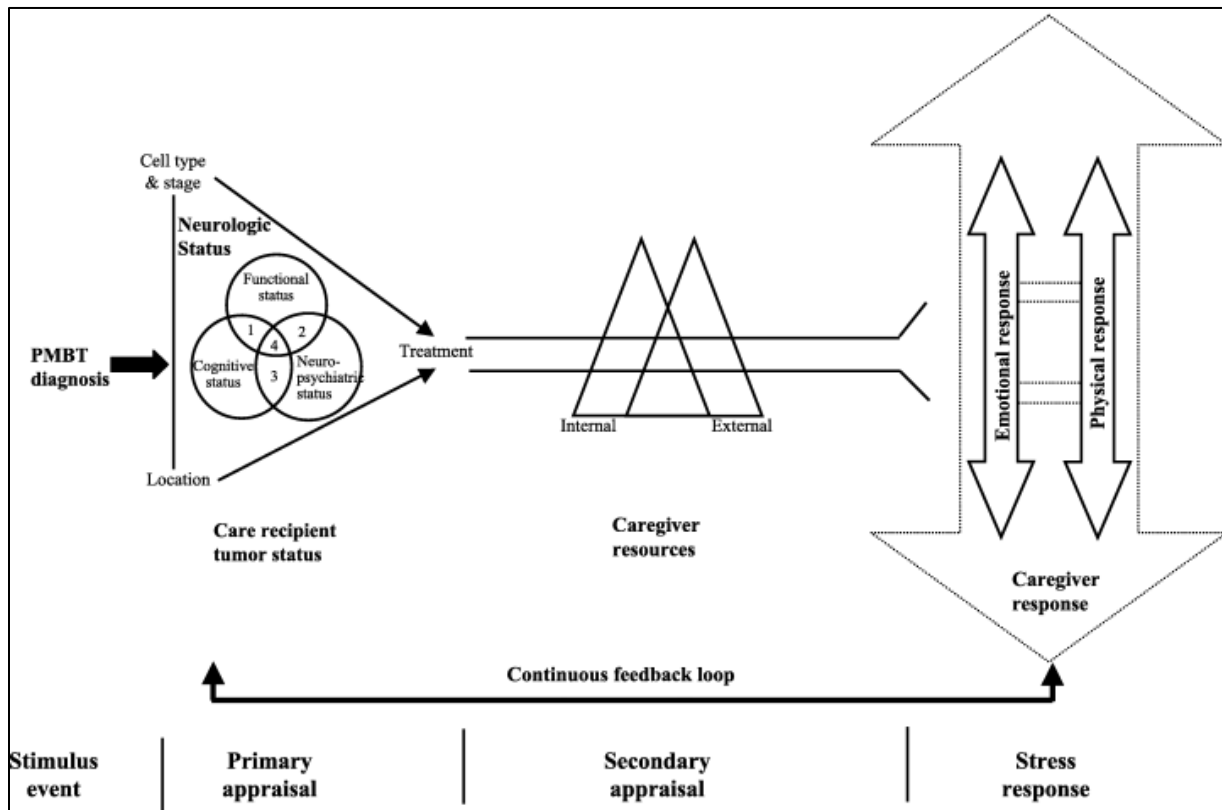 Cell type
& stage
Neurologic
Status
Functional
status
1
2
4
3
Cognitive
status
Neuro-
psychiatric
status
PMBT
diagnosis
Treatment
Location
Care recipient
tumor status
Internal
External
Caregiver
resources
Emotional response
Physical response
Caregiver
response
Continuous feedback loop
Stimulus
event
Primary
appraisal
Secondary
appraisal
Stress
response